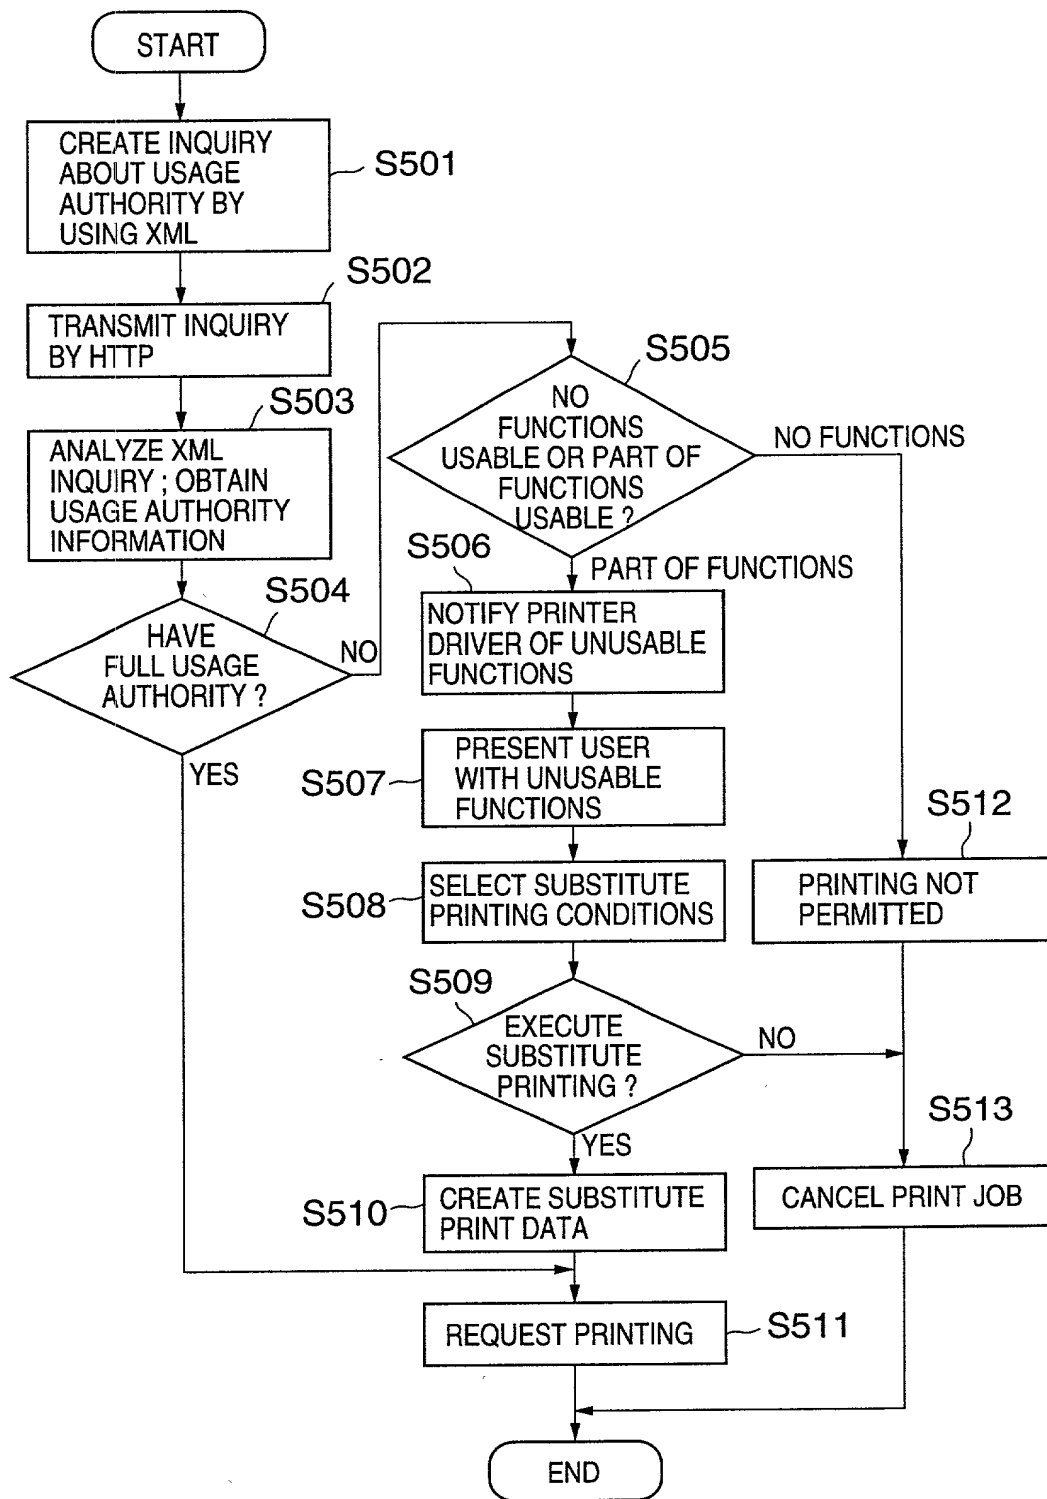 START
CREATE INQUIRY
ABOUT USAGE
AUTHORITY BY
USING XML
S501
S502
TRANSMIT INQUIRY
BY HTTP
S503
ANALYZE XML
INQUIRY ; OBTAIN
USAGE AUTHORITY
INFORMATION
S504
HAVE
FULL USAGE
AUTHORITY ?
NO
YES
S505
NO
FUNCTIONS
USABLE OR PART OF
FUNCTIONS
USABLE ?
NO FUNCTIONS
PART OF FUNCTIONS
S506
NOTIFY PRINTER
DRIVER OF UNUSABLE
FUNCTIONS
S507
PRESENT USER
WITH UNUSABLE
FUNCTIONS
S508
SELECT SUBSTITUTE
PRINTING CONDITIONS
S512
PRINTING NOT
PERMITTED
S509
EXECUTE
SUBSTITUTE
PRINTING ?
NO
YES
S513
CANCEL PRINT JOB
S510
CREATE SUBSTITUTE
PRINT DATA
REQUEST PRINTING
S511
END